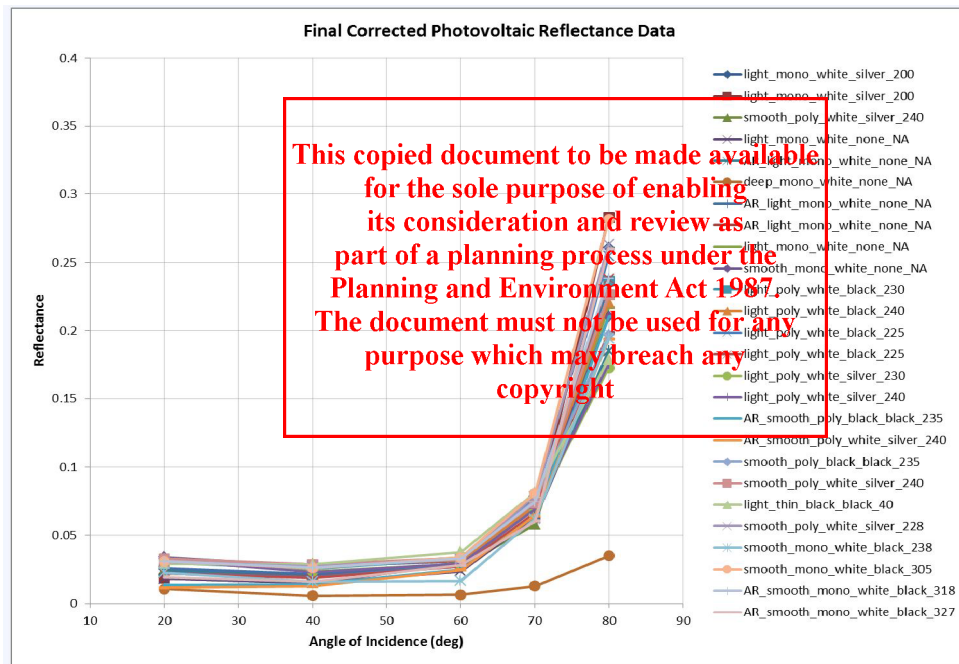 Final Corrected Photovoltaic Reflectance Data
0.4
0.35
0.3
0.25
0.2
0.15
0.1
0.05
0
Reflectance
10
20
30
40
50
60
70
80
90
Angle of Incidence (deg)
light_mono_white_silver_200
light_mono_white_silver_200
smooth_poly_white_silver_240
light_mono_white_none_NA
AR_light_mono_white_none_NA
deep_mono_white_none_NA
AR_light_mono_white_none_NA
AR_light_mono_white_none_NA
light_mono_white_none_NA
smooth_mono_white_none_NA
light_poly_white_black_230
light_poly_white_black_240
light_poly_white_black_225
light_poly_white_black_225
light_poly_white_silver_230
light_poly_white_silver_240
AR_smooth_poly_black_black_235
AR_smooth_poly_white_silver_240
smooth_poly_black_black_235
smooth_poly_white_silver_240
light_thin_black_black_40
smooth_poly_white_silver_228
smooth_mono_white_black_238
smooth_mono_white_black_305
AR_smooth_mono_white_black_318
AR_smooth_mono_white_black_327
This copied document to be made available
for the sole purpose of enabling
its consideration and review as
part of a planning process under the
Planning and Environment Act 1987.
The document must not be used for any
purpose which may breach any
copyright